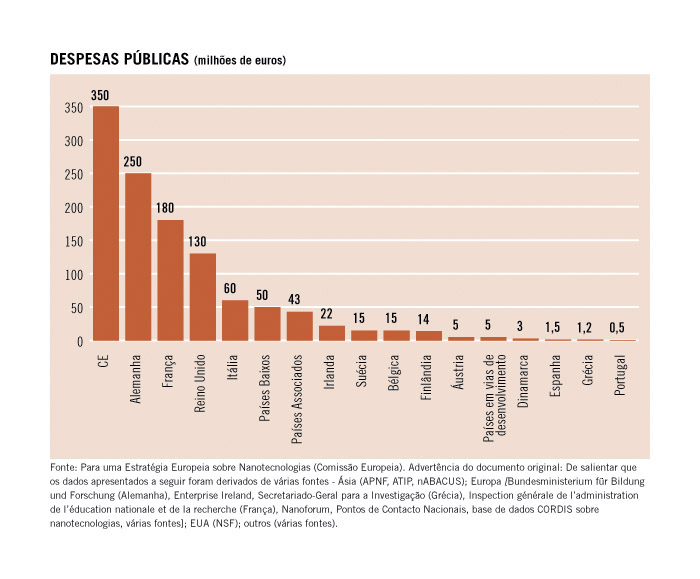 DESPESAS PÚBLICAS (milhões de euros)
350
300
250
200
150
100
50
0
350
250
180
130
60
50
43
22
15
15
14
5
5
3
1,5
1,2
0,5
CE
Alemanha
França
Reino Unido
Itália
Países Baixos
Países Associados
Irlanda
Suécia
Bélgica
Finlândia
Áustria
Países em vias de
desenvolvimento
Dinamarca
Espanha
Grécia
Portugal
Fonte: Para uma Estratégia Europeia sobre Nanotecnologias (Comissão Europeia). Advertência do documento original: De salientar que
os dados apresentados a seguir foram derivados de várias fontes - Ásia (APNF, ATIP, nABACUS); Europa [Bundesministerium für Bildung
und Forschung (Alemanha), Enterprise Ireland, Secretariado-Geral para a Investigação (Grécia), Inspection générale de l'administration
de l'éducation nationale et de la recherche (França), Nanoforum, Pontos de Contacto Nacionais, base de dados CORDIS sobre
nanotecnologias, várias fontes]; EUA (NSF); outros (várias fontes).